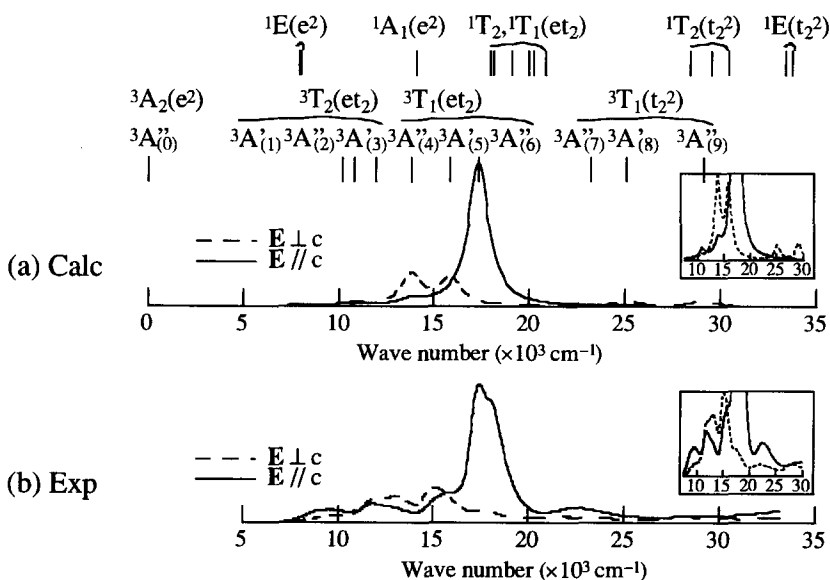 ¹E(e²) ¹A₁(e²) ¹T₂,¹T₁(et₂) ¹T₂(t₂²) ¹E(t₂²)
³A₂(e²) ³T₂(et₂) ³T₁(et₂) ³T₁(t₂²)
³A″₍₀₎ ³A′₍₁₎ ³A″₍₂₎ ³A′₍₃₎ ³A″₍₄₎ ³A′₍₅₎ ³A″₍₆₎ ³A″₍₇₎ ³A′₍₈₎ ³A″₍₉₎
(a) Calc
E ⊥ c
E // c
10 15 20 25 30
0 5 10 15 20 25 30 35
Wave number (×10³ cm⁻¹)
(b) Exp
E ⊥ c
E // c
10 15 20 25 30
5 10 15 20 25 30 35
Wave number (×10³ cm⁻¹)